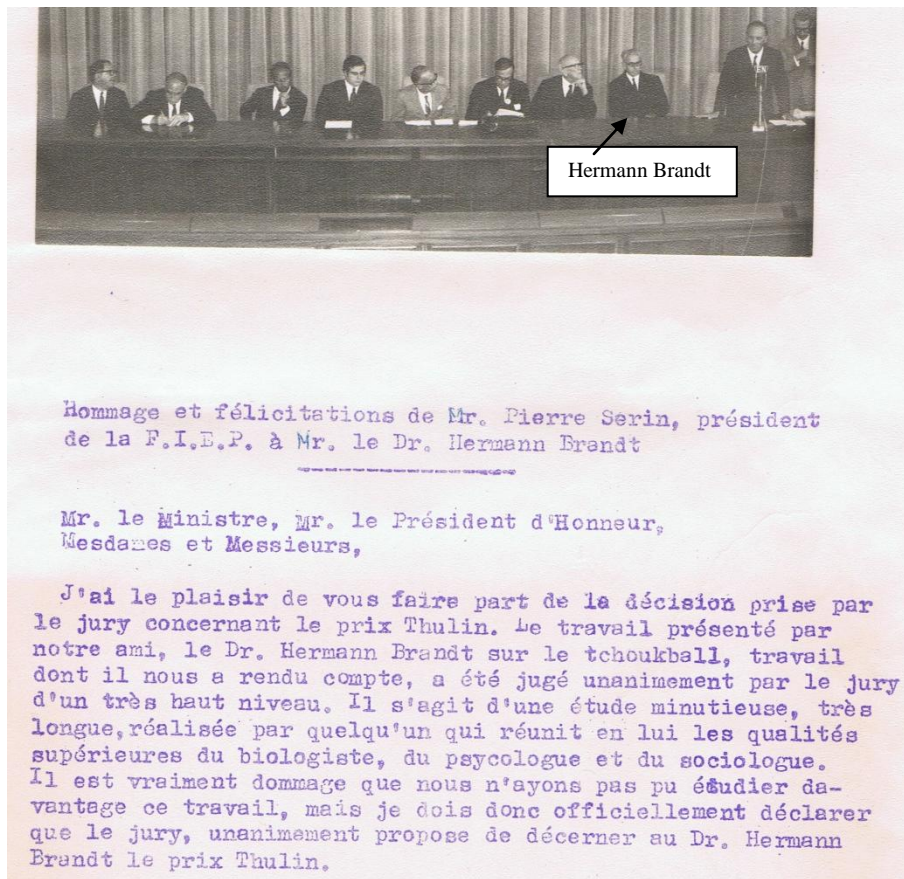 Hermann Brandt
Hommage et félicitations de Mr. Pierre Serin, président
de la F.I.E.P. à Mr. le Dr. Hermann Brandt
Mr. le Ministre, Mr. le Président d'Honneur,
Mesdames et Messieurs,
J'ai le plaisir de vous faire part de la décision prise par
le jury concernant le prix Thulin. Le travail présenté par
notre ami, le Dr. Hermann Brandt sur le tchoukball, travail
dont il nous a rendu compte, a été jugé unanimement par le jury
d'un très haut niveau. Il s'agit d'une étude minutieuse, très
longue,réalisée par quelqu'un qui réunit en lui les qualités
supérieures du biologiste, du psycologue et du sociologue.
Il est vraiment dommage que nous n'ayons pas pu étudier da-
vantage ce travail, mais je dois donc officiellement déclarer
que le jury, unanimement propose de décerner au Dr. Hermann
Brandt le prix Thulin.